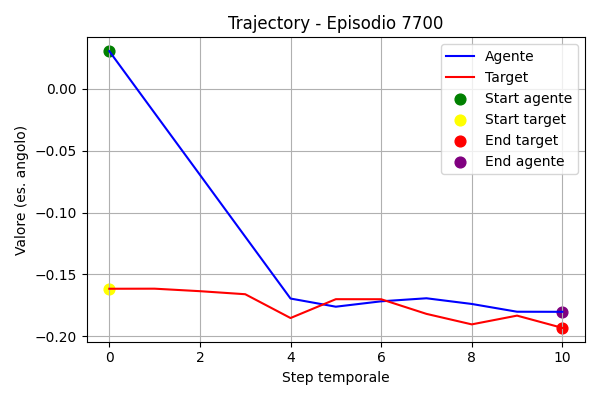 Trajectory - Episodio 7700
Valore (es. angolo)
0.00
−0.05
−0.10
−0.15
−0.20
0
2
4
6
8
10
Step temporale
Agente
Target
Start agente
Start target
End target
End agente